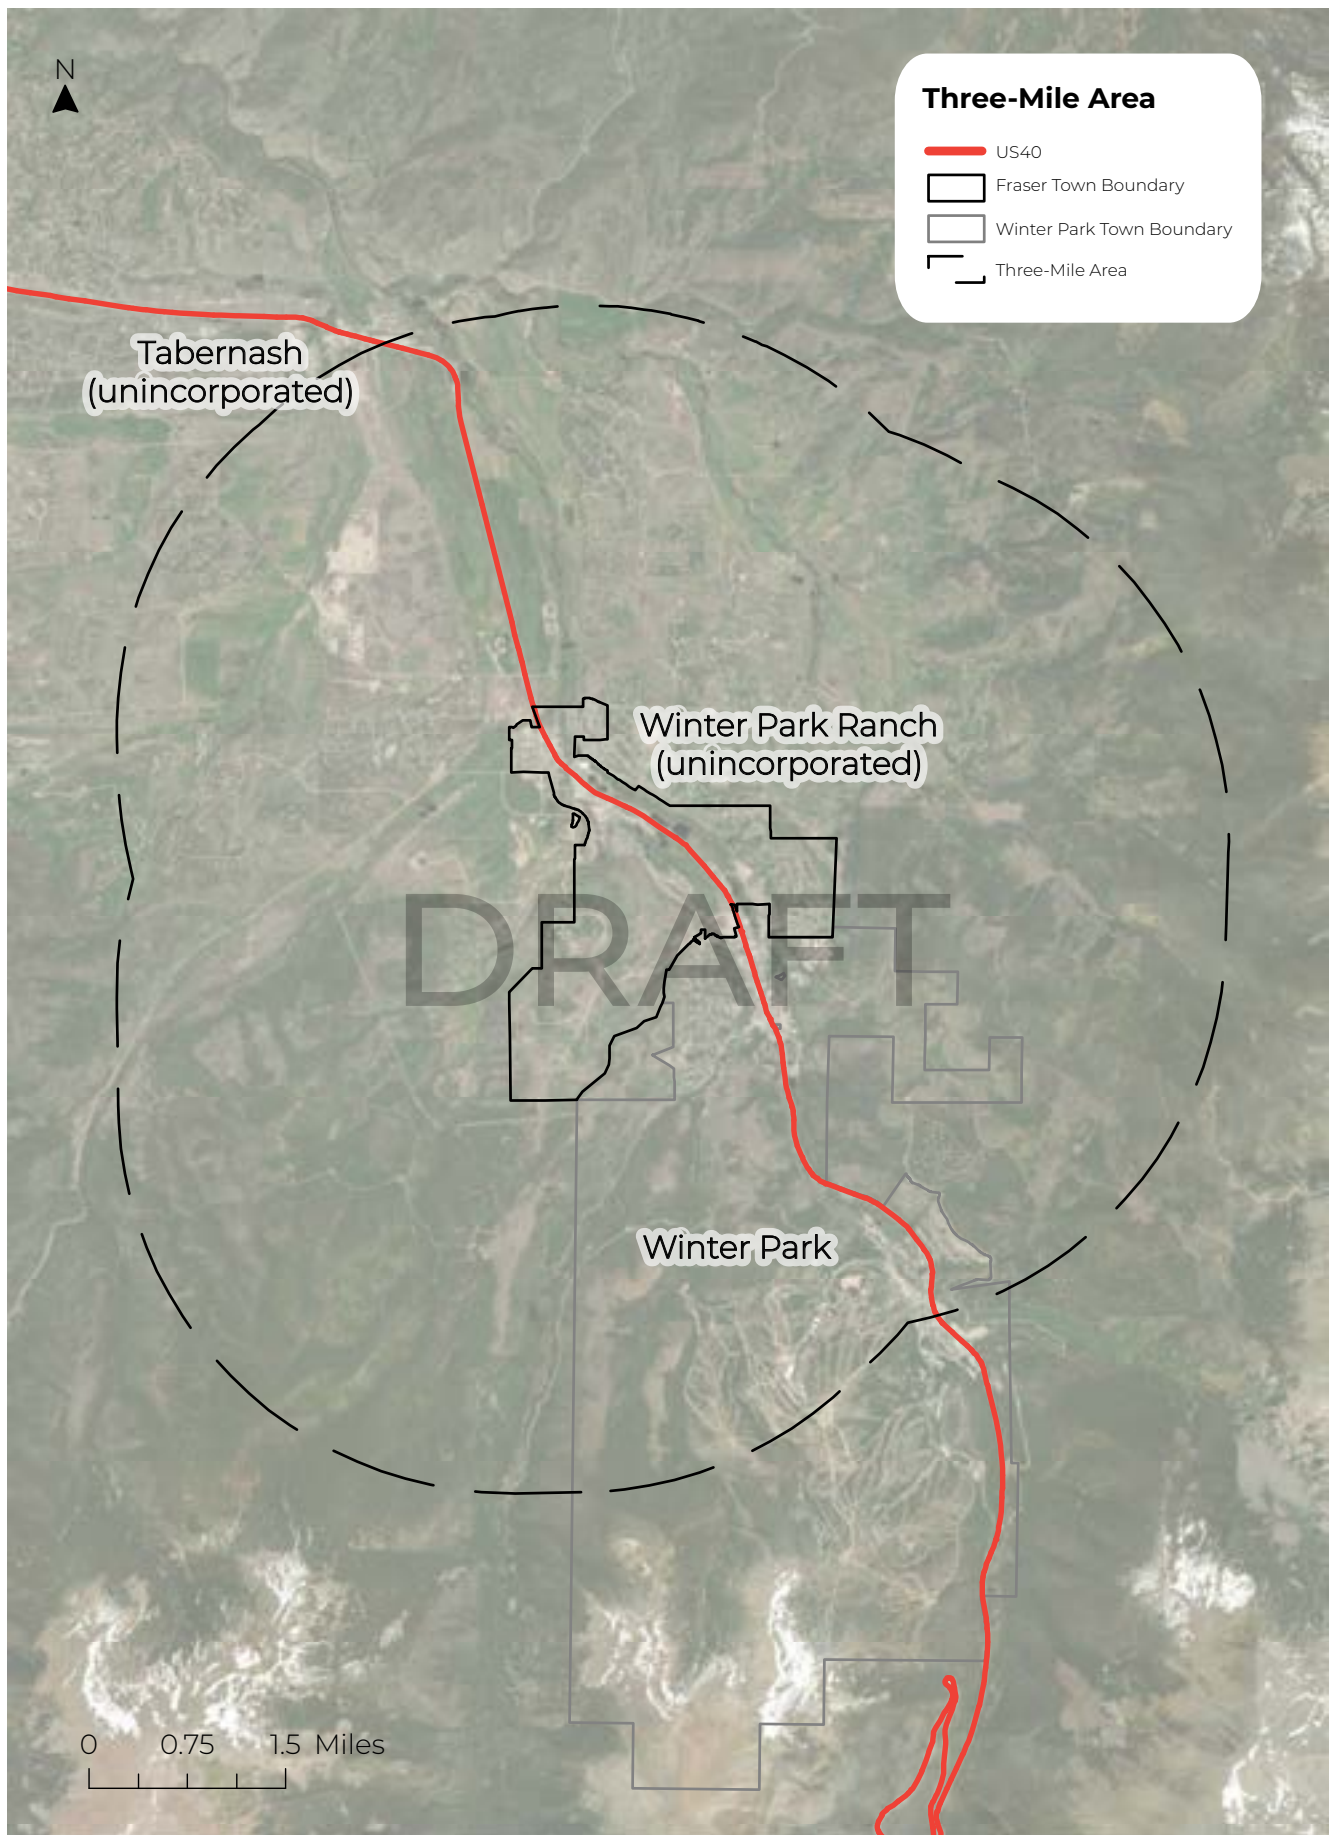 N
Three-Mile Area
US40
Fraser Town Boundary
Winter Park Town Boundary
Three-Mile Area
Tabernash
(unincorporated)
Winter Park Ranch
(unincorporated)
DRAFT
Winter Park
0 0.75 1.5 Miles